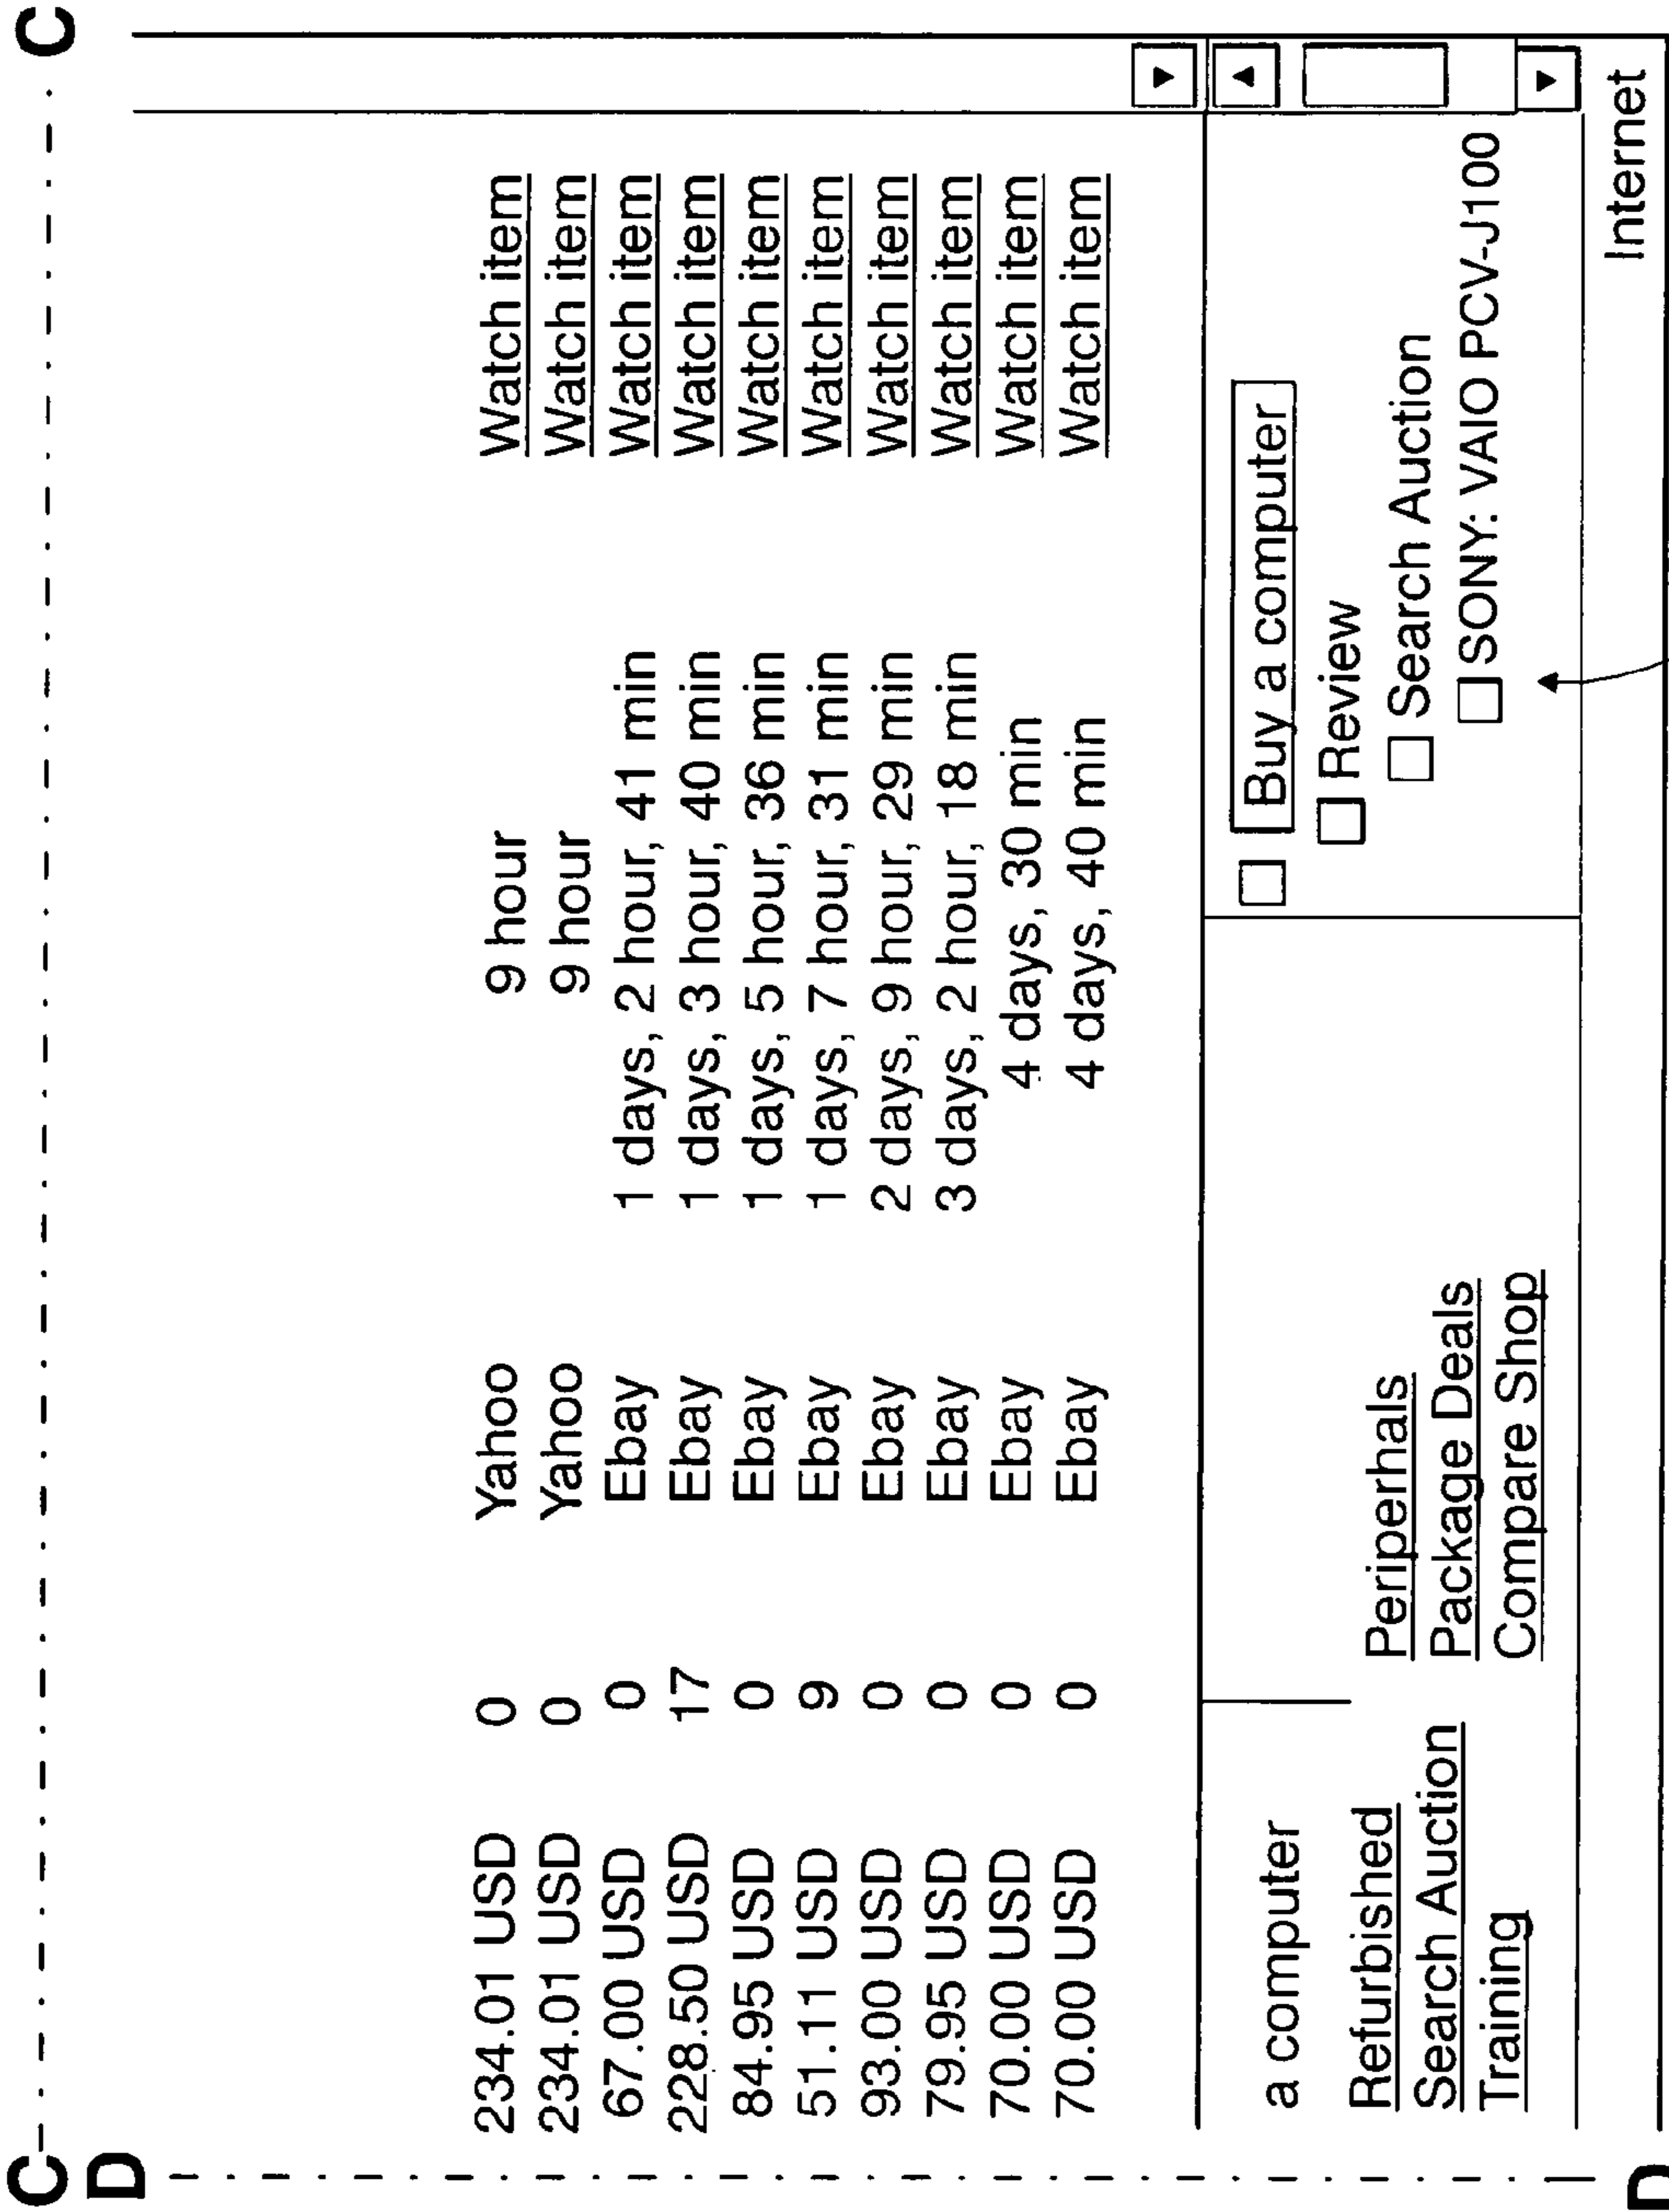 C C
D
234.01 USD 0 Yahoo 9 hour Watch item
234.01 USD 0 Yahoo 9 hour Watch item
67.00 USD 0 Ebay 1 days, 2 hour, 41 min Watch item
228.50 USD 17 Ebay 1 days, 3 hour, 40 min Watch item
84.95 USD 0 Ebay 1 days, 5 hour, 36 min Watch item
51.11 USD 9 Ebay 1 days, 7 hour, 31 min Watch item
93.00 USD 0 Ebay 2 days, 9 hour, 29 min Watch item
79.95 USD 0 Ebay 3 days, 2 hour, 18 min Watch item
70.00 USD 0 Ebay 4 days, 30 min Watch item
70.00 USD 0 Ebay 4 days, 40 min Watch item
a computer
Refurbished Periperhals
Search Auction Package Deals
Training Compare Shop
Buy a computer
Review
Search Auction
SONY: VAIO PCV-J100
Internet
D